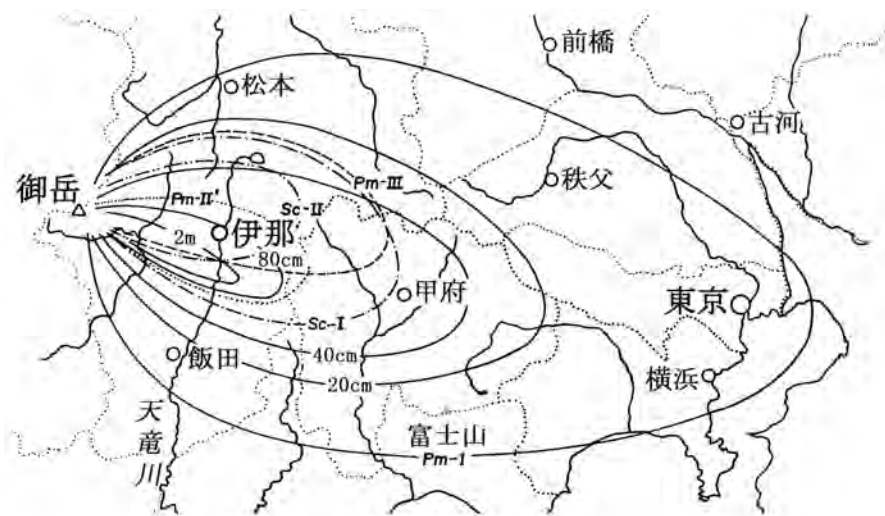 前橋
松本
古河
御岳
秩父
Pm-III
Pm-II'
Sc-II
2m
伊那
80cm
甲府
東京
Sc-I
40cm
飯田
20cm
横浜
天竜川
富士山
Pm-I